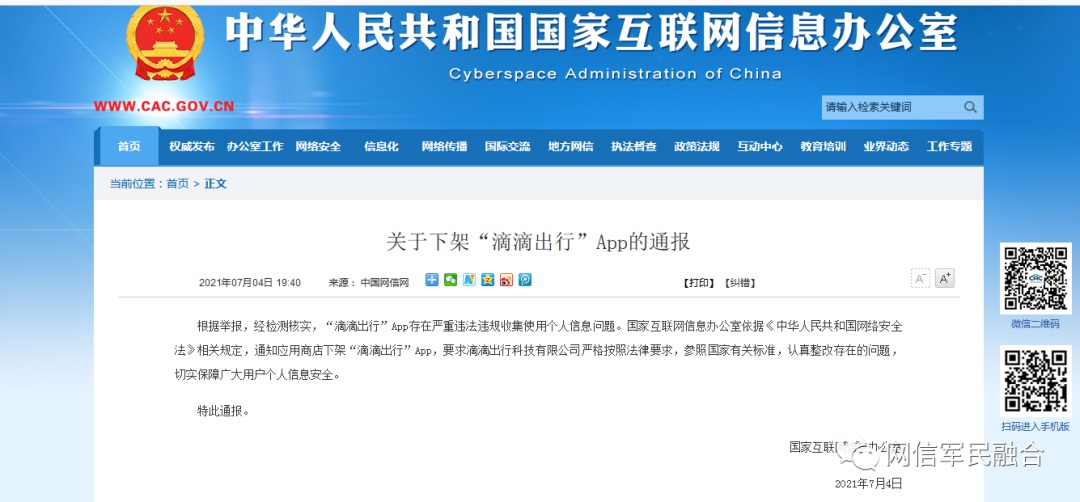 中华人民共和国国家互联网信息办公室
Cyberspace Administration of China
WWW.CAC.GOV.CN
请输入检索关键词
首页 权威发布 办公室工作 网络安全 信息化 网络传播 国际交流 地方网信 执法督查 政策法规 互动中心 教育培训 业界动态 工作专题
当前位置：首页 > 正文
关于下架“滴滴出行”App的通报
2021年07月04日 19:40 来源： 中国网信网 【打印】 【纠错】 A- A+
根据举报，经检测核实，“滴滴出行”App存在严重违法违规收集使用个人信息问题。国家互联网信息办公室依据《中华人民共和国网络安全
法》相关规定，通知应用商店下架“滴滴出行”App，要求滴滴出行科技有限公司严格按照法律要求，参照国家有关标准，认真整改存在的问题，
切实保障广大用户个人信息安全。
特此通报。
国家互联 办公室
网信军民融合
2021年7月4日
CAC
微信二维码
扫码进入手机版